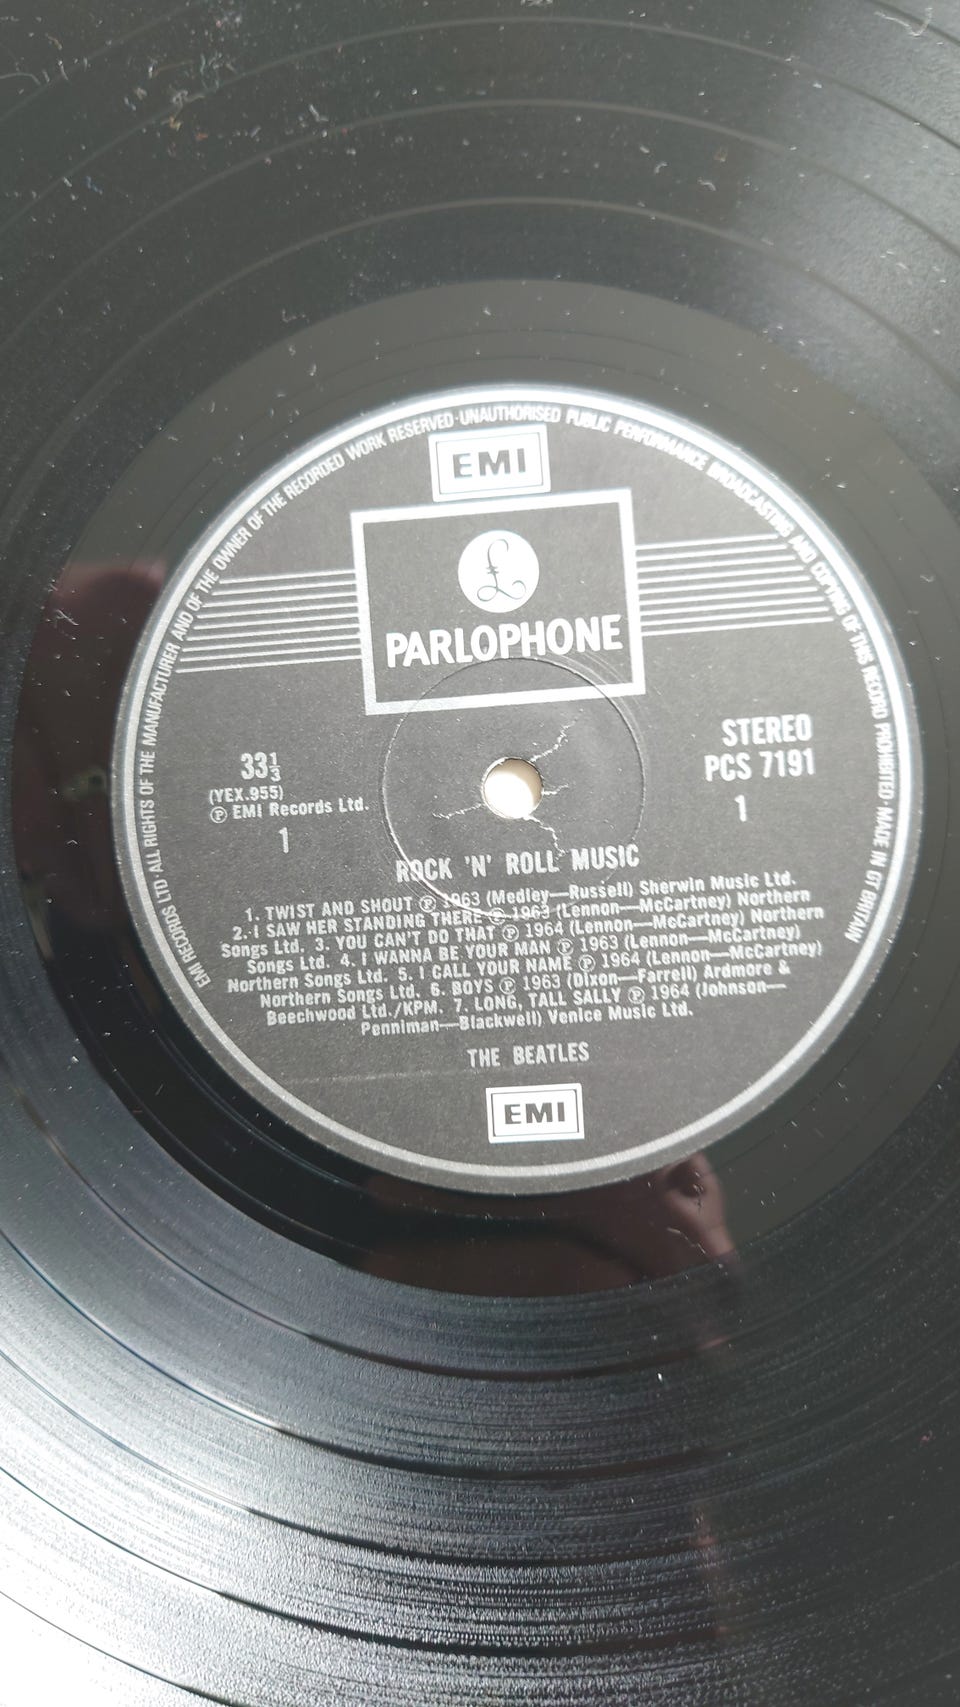 EMI RECORDS LTD·ALL RIGHTS OF THE MANUFACTURER AND OF THE OWNER OF THE RECORDED WORK RESERVED·UNAUTHORISED PUBLIC PERFORMANCE BROADCASTING AND COPYING OF THIS RECORD PROHIBITED·MADE IN GT BRITAIN
EMI
£
PARLOPHONE
STEREO
33⅓
PCS 7191
(YEX.955)
Ⓟ EMI Records Ltd.
1
1
ROCK 'N' ROLL MUSIC
1. TWIST AND SHOUT Ⓟ 1963 (Medley—Russell) Sherwin Music Ltd.
2. I SAW HER STANDING THERE Ⓟ 1963 (Lennon—McCartney) Northern
Songs Ltd. 3. YOU CAN'T DO THAT Ⓟ 1964 (Lennon—McCartney) Northern
Songs Ltd. 4. I WANNA BE YOUR MAN Ⓟ 1963 (Lennon—McCartney)
Northern Songs Ltd. 5. I CALL YOUR NAME Ⓟ 1964 (Lennon—McCartney)
Northern Songs Ltd. 6. BOYS Ⓟ 1963 (Dixon—Farrell) Ardmore &
Beechwood Ltd./KPM. 7. LONG, TALL SALLY Ⓟ 1964 (Johnson—
Penniman—Blackwell) Venice Music Ltd.
THE BEATLES
EMI